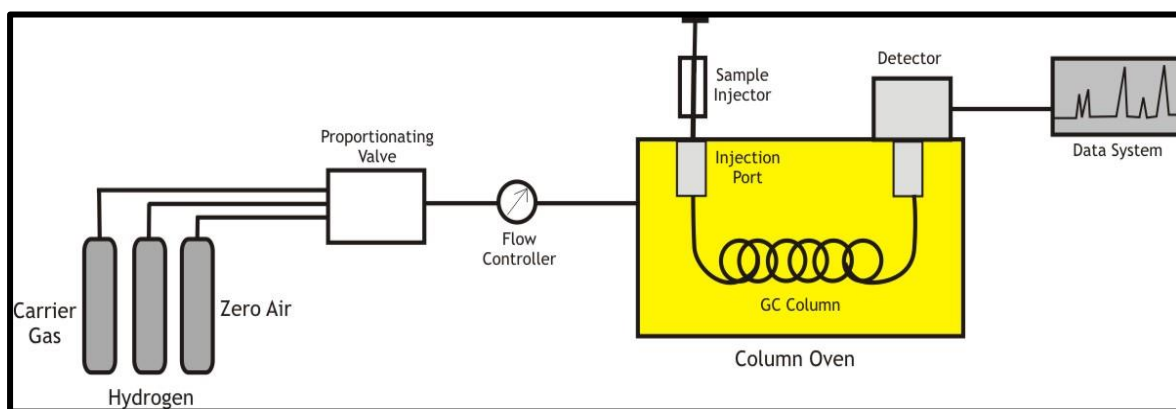 Sample
Injector
Detector
Proportionating
Valve
Injection
Port
Data System
Flow
Controller
Carrier
Gas
Zero Air
GC Column
Column Oven
Hydrogen